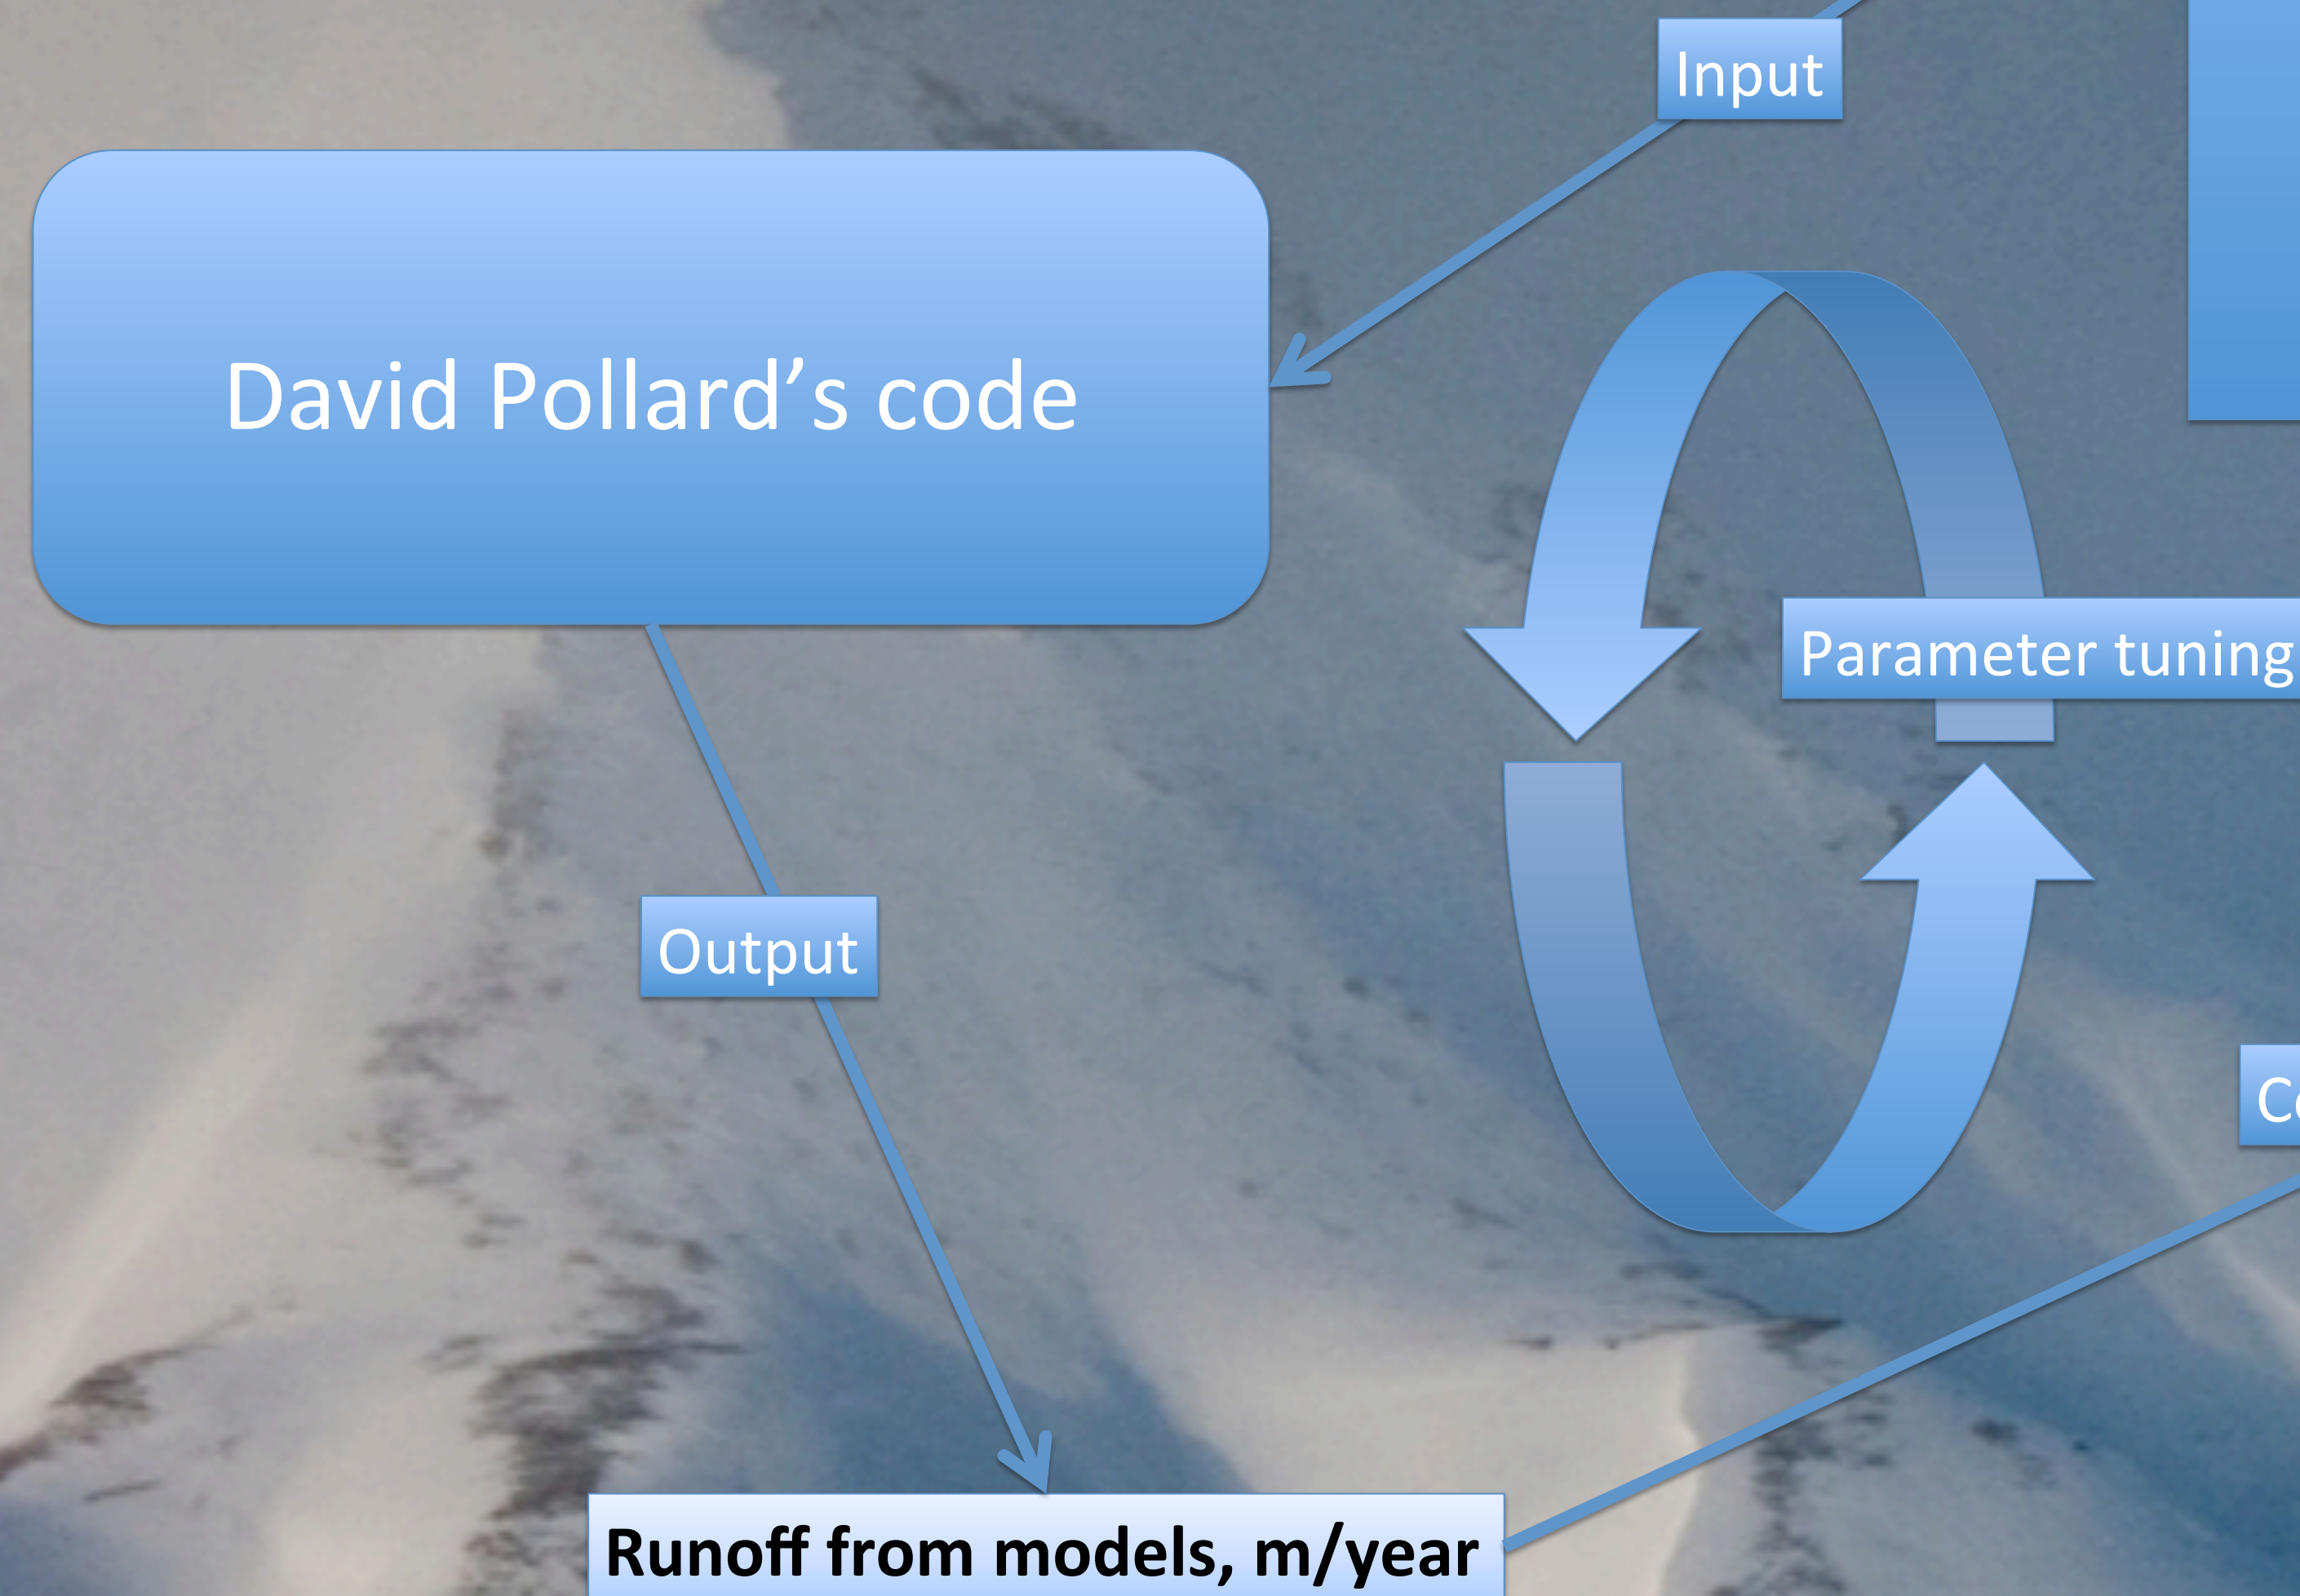 Input
David Pollard’s code
Parameter tuning
Output
Runoff from models, m/year